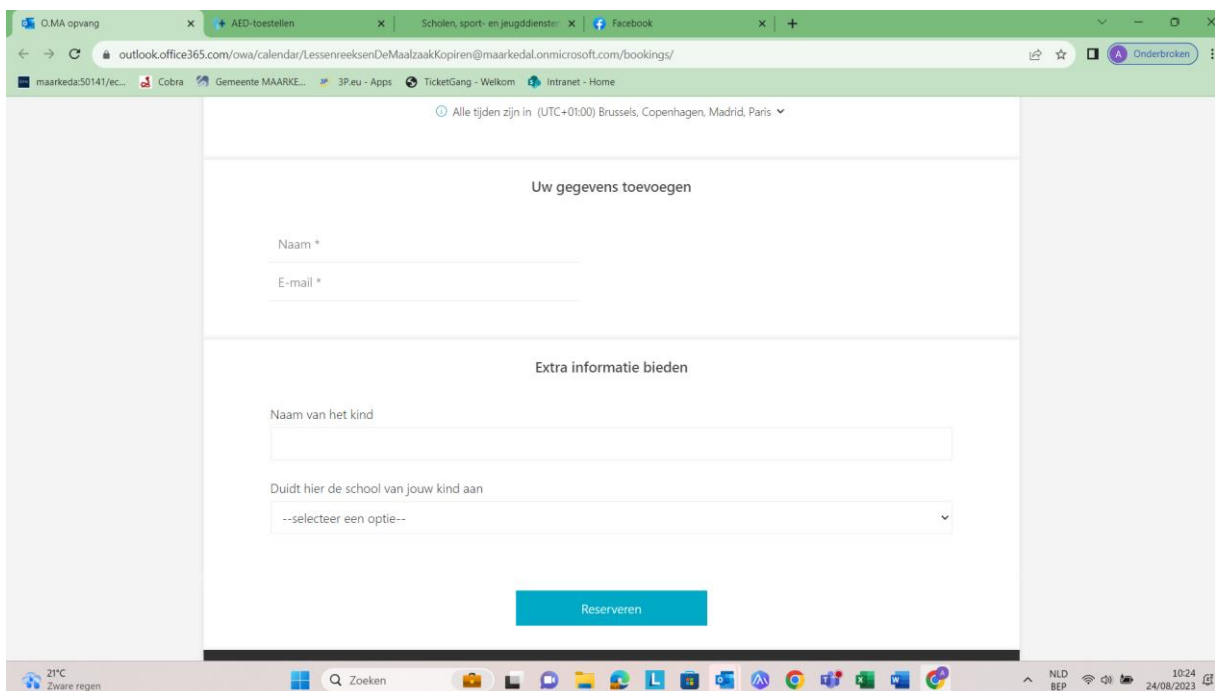 O.MA opvang
AED-toestellen
Scholen, sport- en jeugddienster
Facebook
outlook.office365.com/owa/calendar/LessenreeksenDeMaalzaakKopiren@maarkedal.onmicrosoft.com/bookings/
A Onderbroken
maarkeda:50141/ec...
Cobra
Gemeente MAARKE...
3P.eu - Apps
TicketGang - Welkom
Intranet - Home
Alle tijden zijn in (UTC+01:00) Brussels, Copenhagen, Madrid, Paris
Uw gegevens toevoegen
Naam *
E-mail *
Extra informatie bieden
Naam van het kind
Duidt hier de school van jouw kind aan
--selecteer een optie--
Reserveren
21°C
Zware regen
Zoeken
NLD
BEP
10:24
24/08/2023